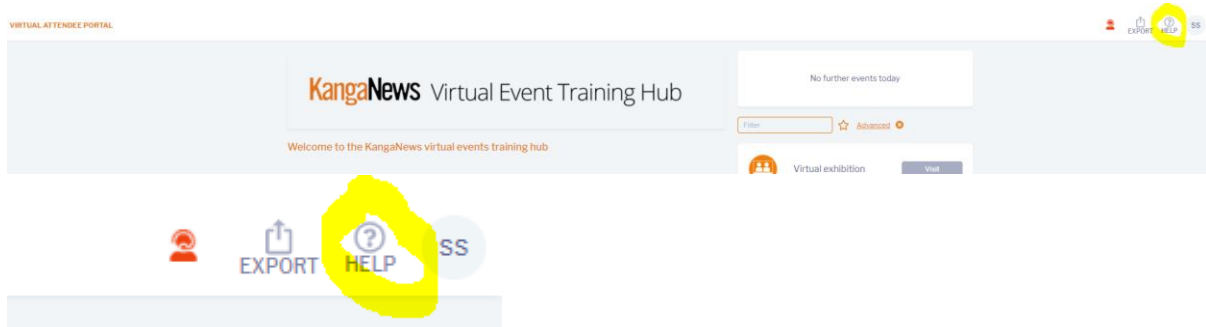 VIRTUAL ATTENDEE PORTAL
EXPORT HELP SS
KangaNews Virtual Event Training Hub
No further events today
Filter Advanced
Welcome to the KangaNews virtual events training hub
Virtual exhibition Visit
EXPORT HELP SS